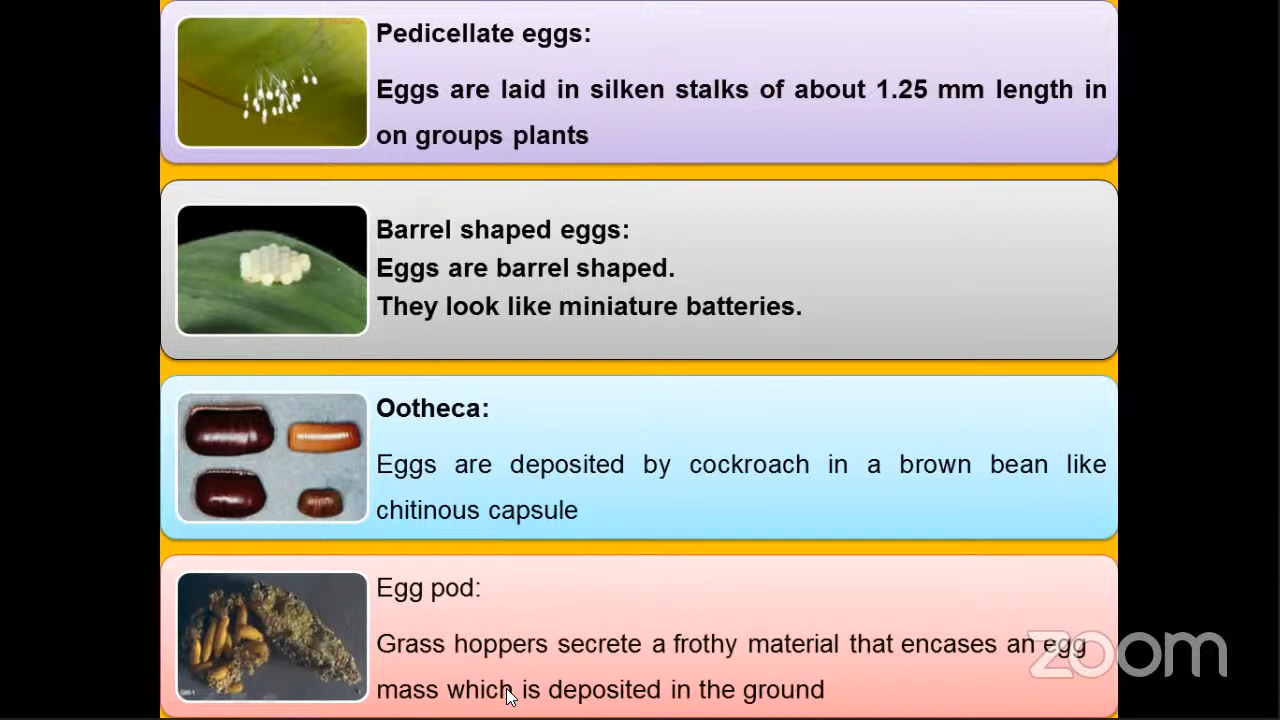 Pedicellate eggs:
Eggs are laid in silken stalks of about 1.25 mm length in
on groups plants
Barrel shaped eggs:
Eggs are barrel shaped.
They look like miniature batteries.
Ootheca:
Eggs are deposited by cockroach in a brown bean like
chitinous capsule
Egg pod:
Grass hoppers secrete a frothy material that encases an egg
mass which is deposited in the ground
zoom